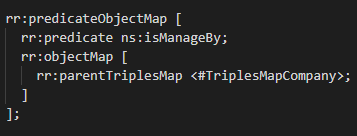 rr:predicateObjectMap [
rr:predicate ns:isManageBy;
rr:objectMap [
rr:parentTriplesMap <#TriplesMapCompany>;
]
];